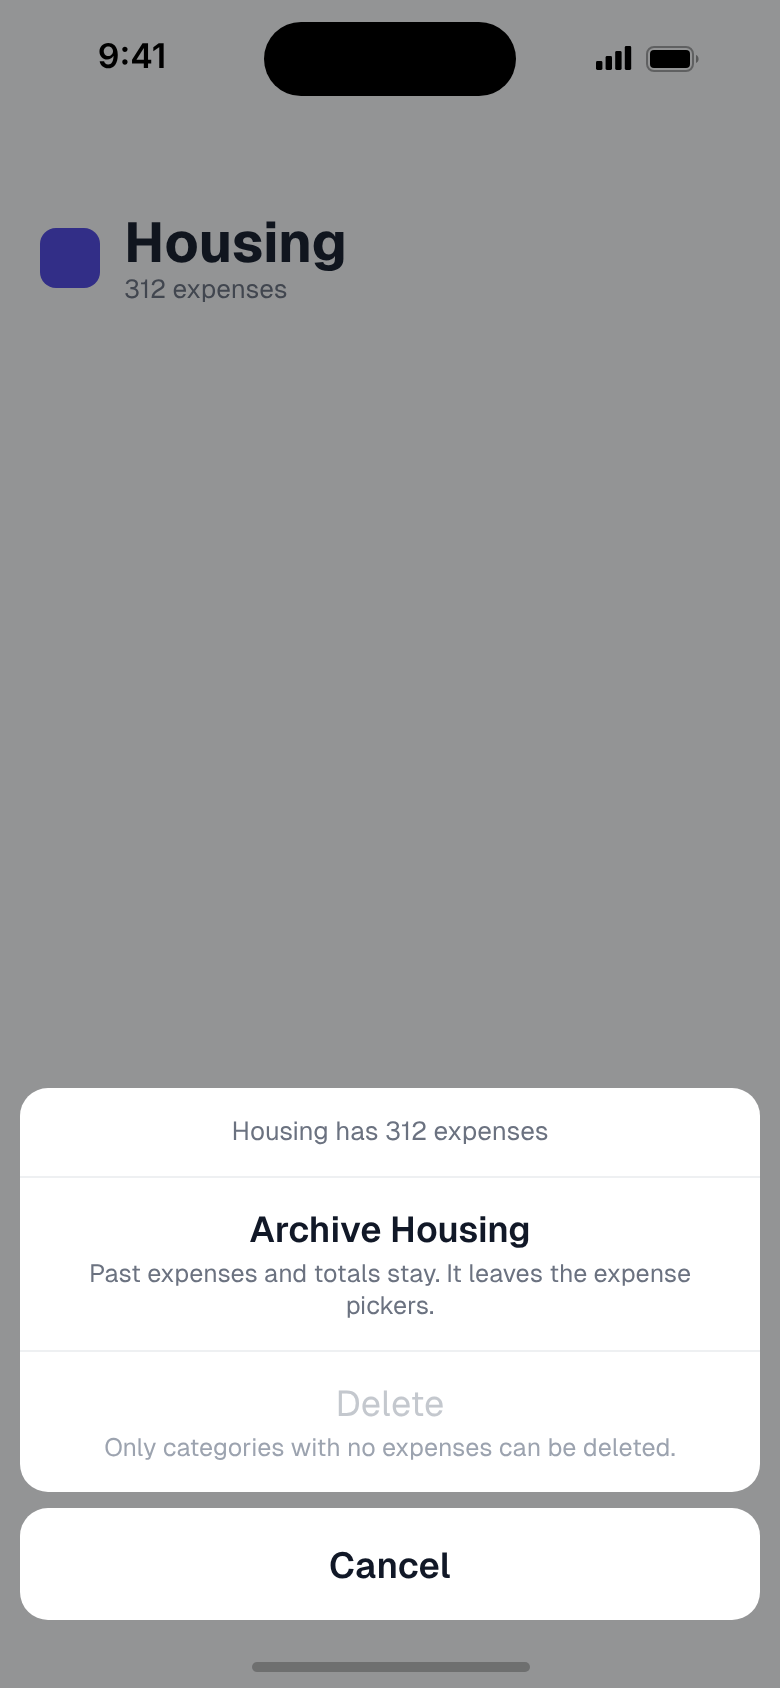 9:41
Housing
312 expenses
Housing has 312 expenses
Archive Housing
Past expenses and totals stay. It leaves the expense
pickers.
Delete
Only categories with no expenses can be deleted.
Cancel